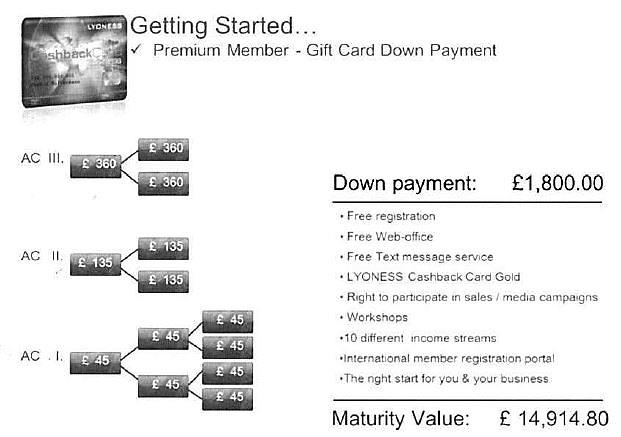 LYONESS
Getting Started...
CashbackCard
✓ Premium Member - Gift Card Down Payment
AC III.
£ 360
£ 360
£ 360
AC II.
£ 135
£ 135
£ 135
AC . I.
£ 45
£ 45
£ 45
£ 45
£ 45
£ 45
£ 45
Down payment: £1,800.00
• Free registration
• Free Web-office
• Free Text message service
• LYONESS Cashback Card Gold
• Right to participate in sales / media campaigns
• Workshops
•10 different income streams
•International member registration portal
•The right start for you & your business
Maturity Value: £ 14,914.80